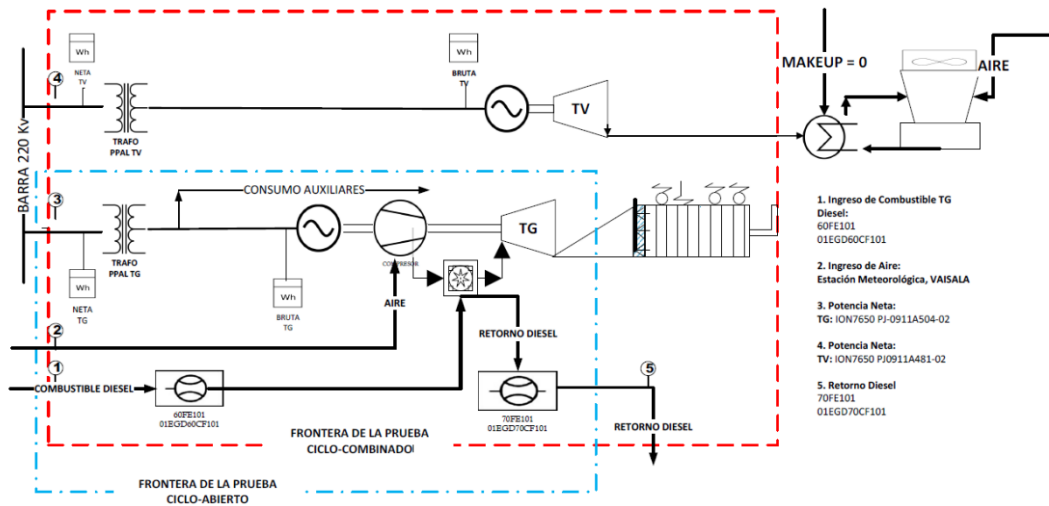 Wh
NETA
TV
4
TRAFO
PPAL TV
Wh
BRUTA
TV
TV
MAKEUP = 0
AIRE
BARRA 220 Kv
3
CONSUMO AUXILIARES
TRAFO
PPAL TG
Wh
NETA
TG
Wh
BRUTA
TG
COMPRESOR
TG
AIRE
2
1
COMBUSTIBLE DIESEL
60FE101
01EGD60CF101
RETORNO DIESEL
70FE101
01EGD70CF101
5
RETORNO DIESEL
FRONTERA DE LA PRUEBA
CICLO-COMBINADO
FRONTERA DE LA PRUEBA
CICLO-ABIERTO
1. Ingreso de Combustible TG
Diesel:
60FE101
01EGD60CF101
2. Ingreso de Aire:
Estación Meteorológica, VAISALA
3. Potencia Neta:
TG: ION7650 PJ-0911A504-02
4. Potencia Neta:
TV: ION7650 PJ0911A481-02
5. Retorno Diesel
70FE101
01EGD70CF101